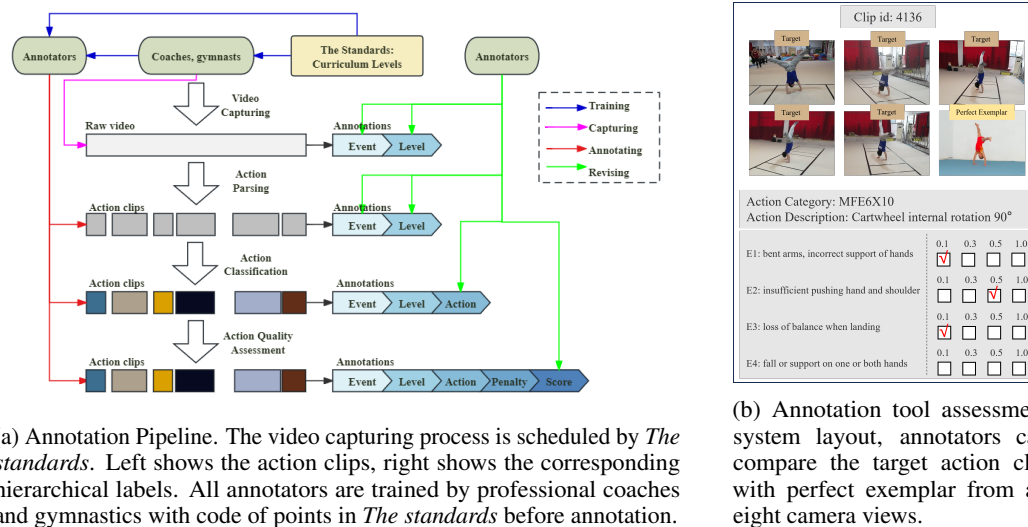 Annotators
Coaches, gymnasts
The Standards:
Curriculum Levels
Annotators
Video
Capturing
Raw video
Annotations
Event
Level
Training
Capturing
Annotating
Revising
Action
Parsing
Action clips
Annotations
Event
Level
Action
Classification
Action clips
Annotations
Event
Level
Action
Action Quality
Assessment
Action clips
Annotations
Event
Level
Action
Penalty
Score
a) Annotation Pipeline. The video capturing process is scheduled by The
standards. Left shows the action clips, right shows the corresponding
hierarchical labels. All annotators are trained by professional coaches
and gymnastics with code of points in The standards before annotation.
Clip id: 4136
Target
Target
Target
Target
Target
Perfect Exemplar
Action Category: MFE6X10
Action Description: Cartwheel internal rotation 90°
0.1 0.3 0.5 1.0
E1: bent arms, incorrect support of hands
0.1 0.3 0.5 1.0
E2: insufficient pushing hand and shoulder
0.1 0.3 0.5 1.0
E3: loss of balance when landing
0.1 0.3 0.5 1.0
E4: fall or support on one or both hands
(b) Annotation tool assessmen
system layout, annotators ca
compare the target action cl
with perfect exemplar from a
eight camera views.